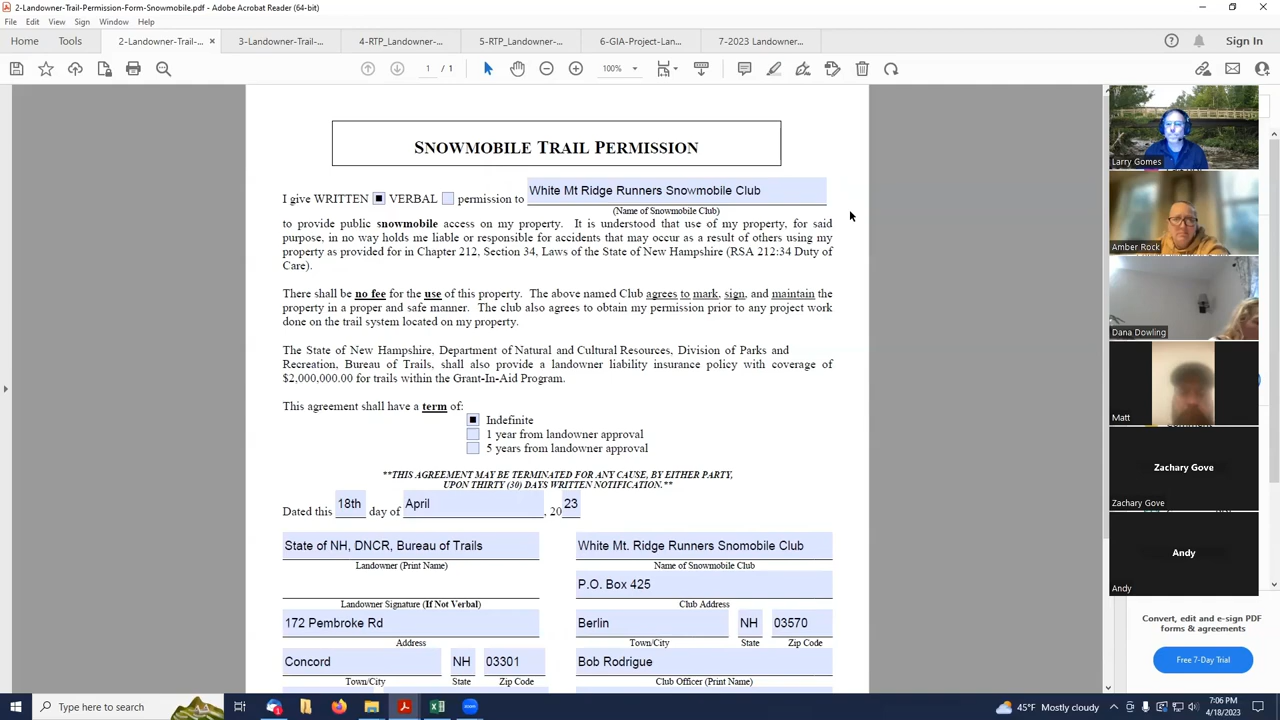 2-Landowner-Trail-Permission-Form-Snowmobile.pdf - Adobe Acrobat Reader (64-bit)
File Edit View Sign Window Help
Home Tools 2-Landowner-Trail-... × 3-Landowner-Trail-... 4-RTP_Landowner-... 5-RTP_Landowner-... 6-GIA-Project-Lan... 7-2023 Landowner... Sign In
1 / 1 100%
SNOWMOBILE TRAIL PERMISSION
I give WRITTEN VERBAL permission to White Mt Ridge Runners Snowmobile Club
(Name of Snowmobile Club)
to provide public snowmobile access on my property. It is understood that use of my property, for said
purpose, in no way holds me liable or responsible for accidents that may occur as a result of others using my
property as provided for in Chapter 212, Section 34, Laws of the State of New Hampshire (RSA 212:34 Duty of
Care).
There shall be no fee for the use of this property. The above named Club agrees to mark, sign, and maintain the
property in a proper and safe manner. The club also agrees to obtain my permission prior to any project work
done on the trail system located on my property.
The State of New Hampshire, Department of Natural and Cultural Resources, Division of Parks and
Recreation, Bureau of Trails, shall also provide a landowner liability insurance policy with coverage of
$2,000,000.00 for trails within the Grant-In-Aid Program.
This agreement shall have a term of:
Indefinite
1 year from landowner approval
5 years from landowner approval
**THIS AGREEMENT MAY BE TERMINATED FOR ANY CAUSE, BY EITHER PARTY,
UPON THIRTY (30) DAYS WRITTEN NOTIFICATION.**
Dated this 18th day of April , 20 23
State of NH, DNCR, Bureau of Trails White Mt. Ridge Runners Snomobile Club
Landowner (Print Name) Name of Snowmobile Club
P.O. Box 425
Landowner Signature (If Not Verbal) Club Address
172 Pembroke Rd Berlin NH 03570
Address Town/City State Zip Code
Concord NH 03301 Bob Rodrigue
Town/City State Zip Code Club Officer (Print Name)
Larry Gomes
Amber Rock
Dana Dowling
Matt
Zachary Gove
Zachary Gove
Andy
Andy
Convert, edit and e-sign PDF
forms & agreements
Free 7-Day Trial
Type here to search
45°F Mostly cloudy
7:06 PM
4/18/2023